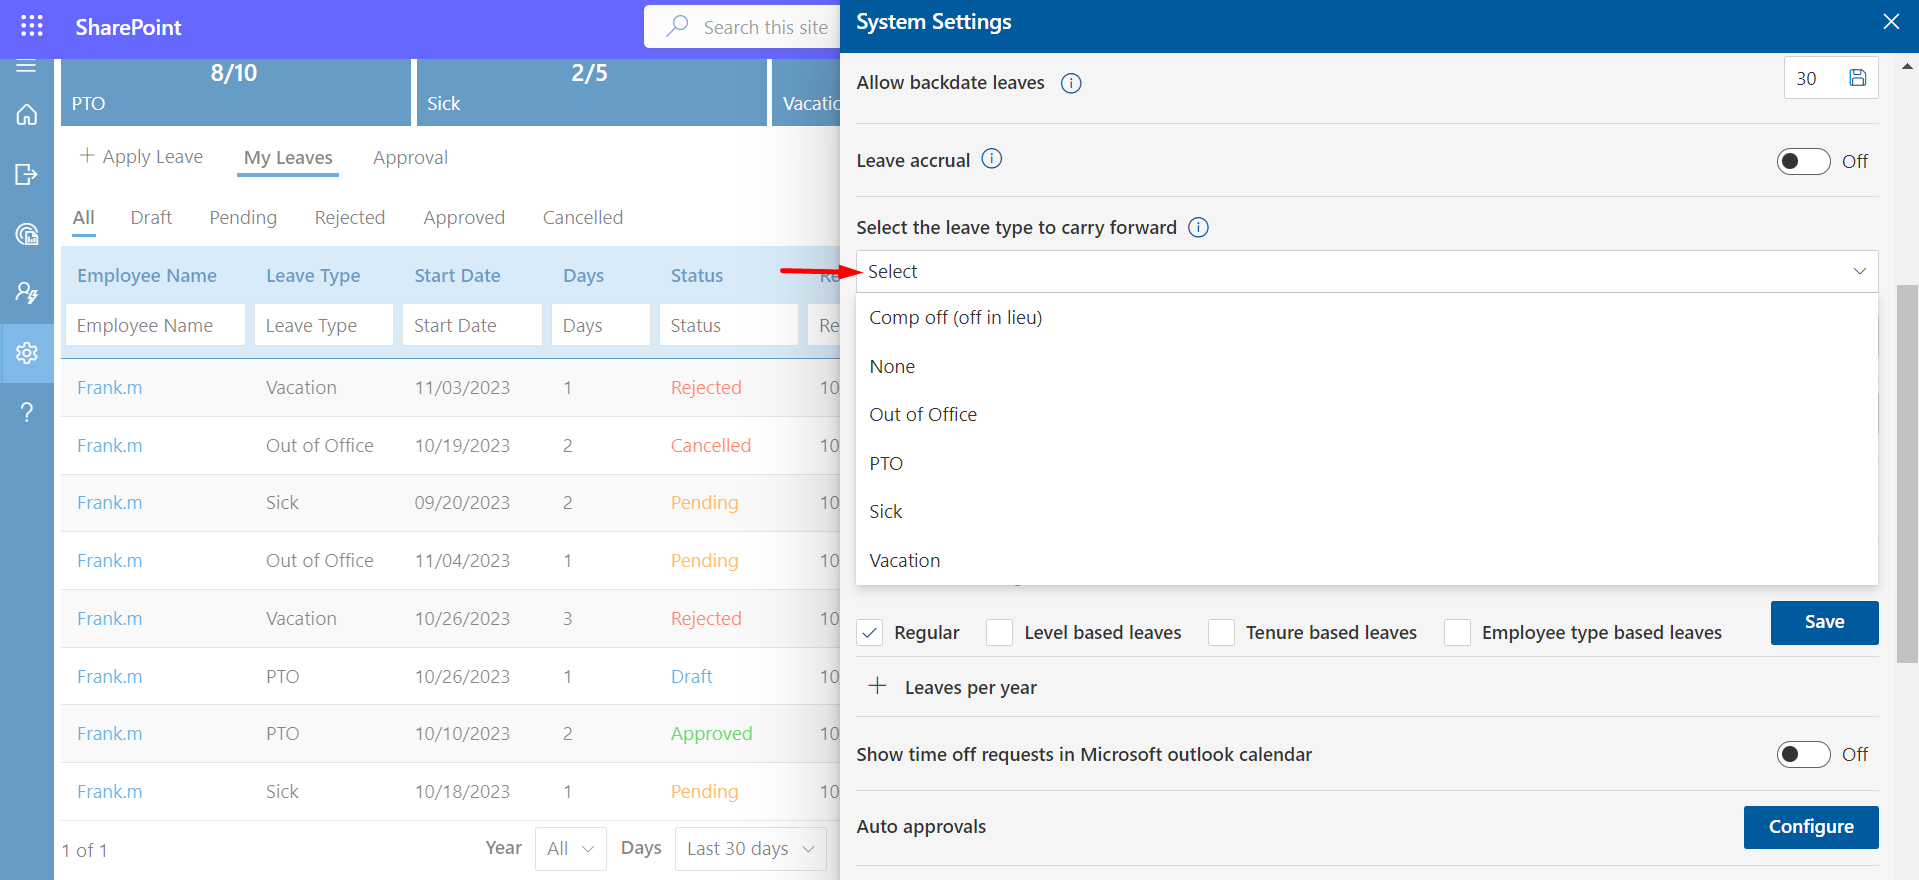 SharePoint
Search this site
8/10
PTO
2/5
Sick
Apply Leave
My Leaves
Approval
All
Draft
Pending
Rejected
Approved
Cancelled
Employee Name Leave Type Start Date Days Status
Employee Name Leave Type Start Date Days Status Re
Frank.m Vacation 11/03/2023 1 Rejected 10
Frank.m Out of Office 10/19/2023 2 Cancelled 10
Frank.m Sick 09/20/2023 2 Pending 10
Frank.m Out of Office 11/04/2023 1 Pending 10
Frank.m Vacation 10/26/2023 3 Rejected 10
Frank.m PTO 10/26/2023 1 Draft 10
Frank.m PTO 10/10/2023 2 Approved 10
Frank.m Sick 10/18/2023 1 Pending 10
1 of 1
Year All
Days Last 30 days
System Settings
Allow backdate leaves
30
Leave accrual
Off
Select the leave type to carry forward
Select
Comp off (off in lieu)
None
Out of Office
PTO
Sick
Vacation
Regular
Level based leaves
Tenure based leaves
Employee type based leaves
Save
Leaves per year
Show time off requests in Microsoft outlook calendar
Off
Auto approvals
Configure